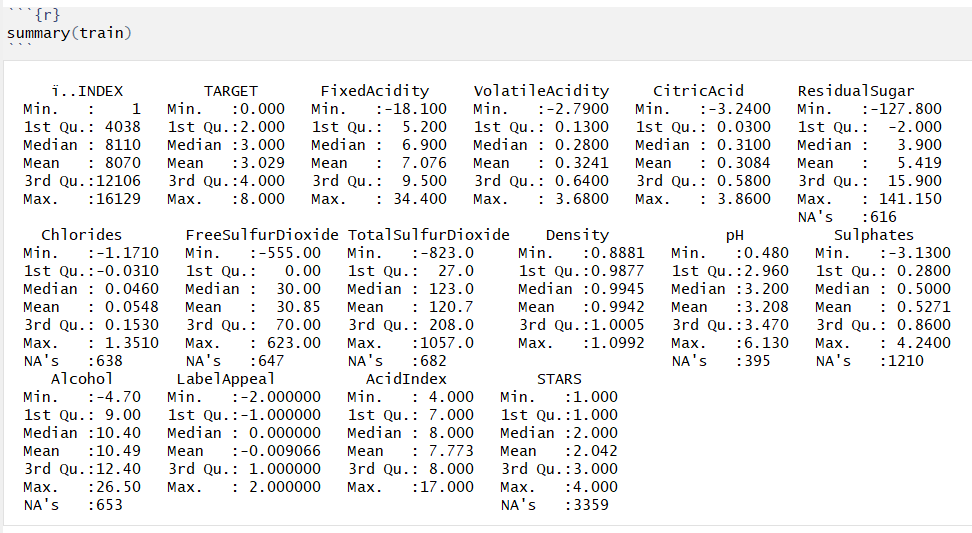 ```{r}
summary(train)
```
ï..INDEX TARGET FixedAcidity VolatileAcidity CitricAcid ResidualSugar
Min. : 1 Min. :0.000 Min. :-18.100 Min. :-2.7900 Min. :-3.2400 Min. :-127.800
1st Qu.: 4038 1st Qu.:2.000 1st Qu.: 5.200 1st Qu.: 0.1300 1st Qu.: 0.0300 1st Qu.: -2.000
Median : 8110 Median :3.000 Median : 6.900 Median : 0.2800 Median : 0.3100 Median : 3.900
Mean : 8070 Mean :3.029 Mean : 7.076 Mean : 0.3241 Mean : 0.3084 Mean : 5.419
3rd Qu.:12106 3rd Qu.:4.000 3rd Qu.: 9.500 3rd Qu.: 0.6400 3rd Qu.: 0.5800 3rd Qu.: 15.900
Max. :16129 Max. :8.000 Max. : 34.400 Max. : 3.6800 Max. : 3.8600 Max. : 141.150
NA's :616
Chlorides FreeSulfurDioxide TotalSulfurDioxide Density pH Sulphates
Min. :-1.1710 Min. :-555.00 Min. :-823.0 Min. :0.8881 Min. :0.480 Min. :-3.1300
1st Qu.:-0.0310 1st Qu.: 0.00 1st Qu.: 27.0 1st Qu.:0.9877 1st Qu.:2.960 1st Qu.: 0.2800
Median : 0.0460 Median : 30.00 Median : 123.0 Median :0.9945 Median :3.200 Median : 0.5000
Mean : 0.0548 Mean : 30.85 Mean : 120.7 Mean :0.9942 Mean :3.208 Mean : 0.5271
3rd Qu.: 0.1530 3rd Qu.: 70.00 3rd Qu.: 208.0 3rd Qu.:1.0005 3rd Qu.:3.470 3rd Qu.: 0.8600
Max. : 1.3510 Max. : 623.00 Max. :1057.0 Max. :1.0992 Max. :6.130 Max. : 4.2400
NA's :638 NA's :647 NA's :682 NA's :395 NA's :1210
Alcohol LabelAppeal AcidIndex STARS
Min. :-4.70 Min. :-2.000000 Min. : 4.000 Min. :1.000
1st Qu.: 9.00 1st Qu.:-1.000000 1st Qu.: 7.000 1st Qu.:1.000
Median :10.40 Median : 0.000000 Median : 8.000 Median :2.000
Mean :10.49 Mean :-0.009066 Mean : 7.773 Mean :2.042
3rd Qu.:12.40 3rd Qu.: 1.000000 3rd Qu.: 8.000 3rd Qu.:3.000
Max. :26.50 Max. : 2.000000 Max. :17.000 Max. :4.000
NA's :653 NA's :3359